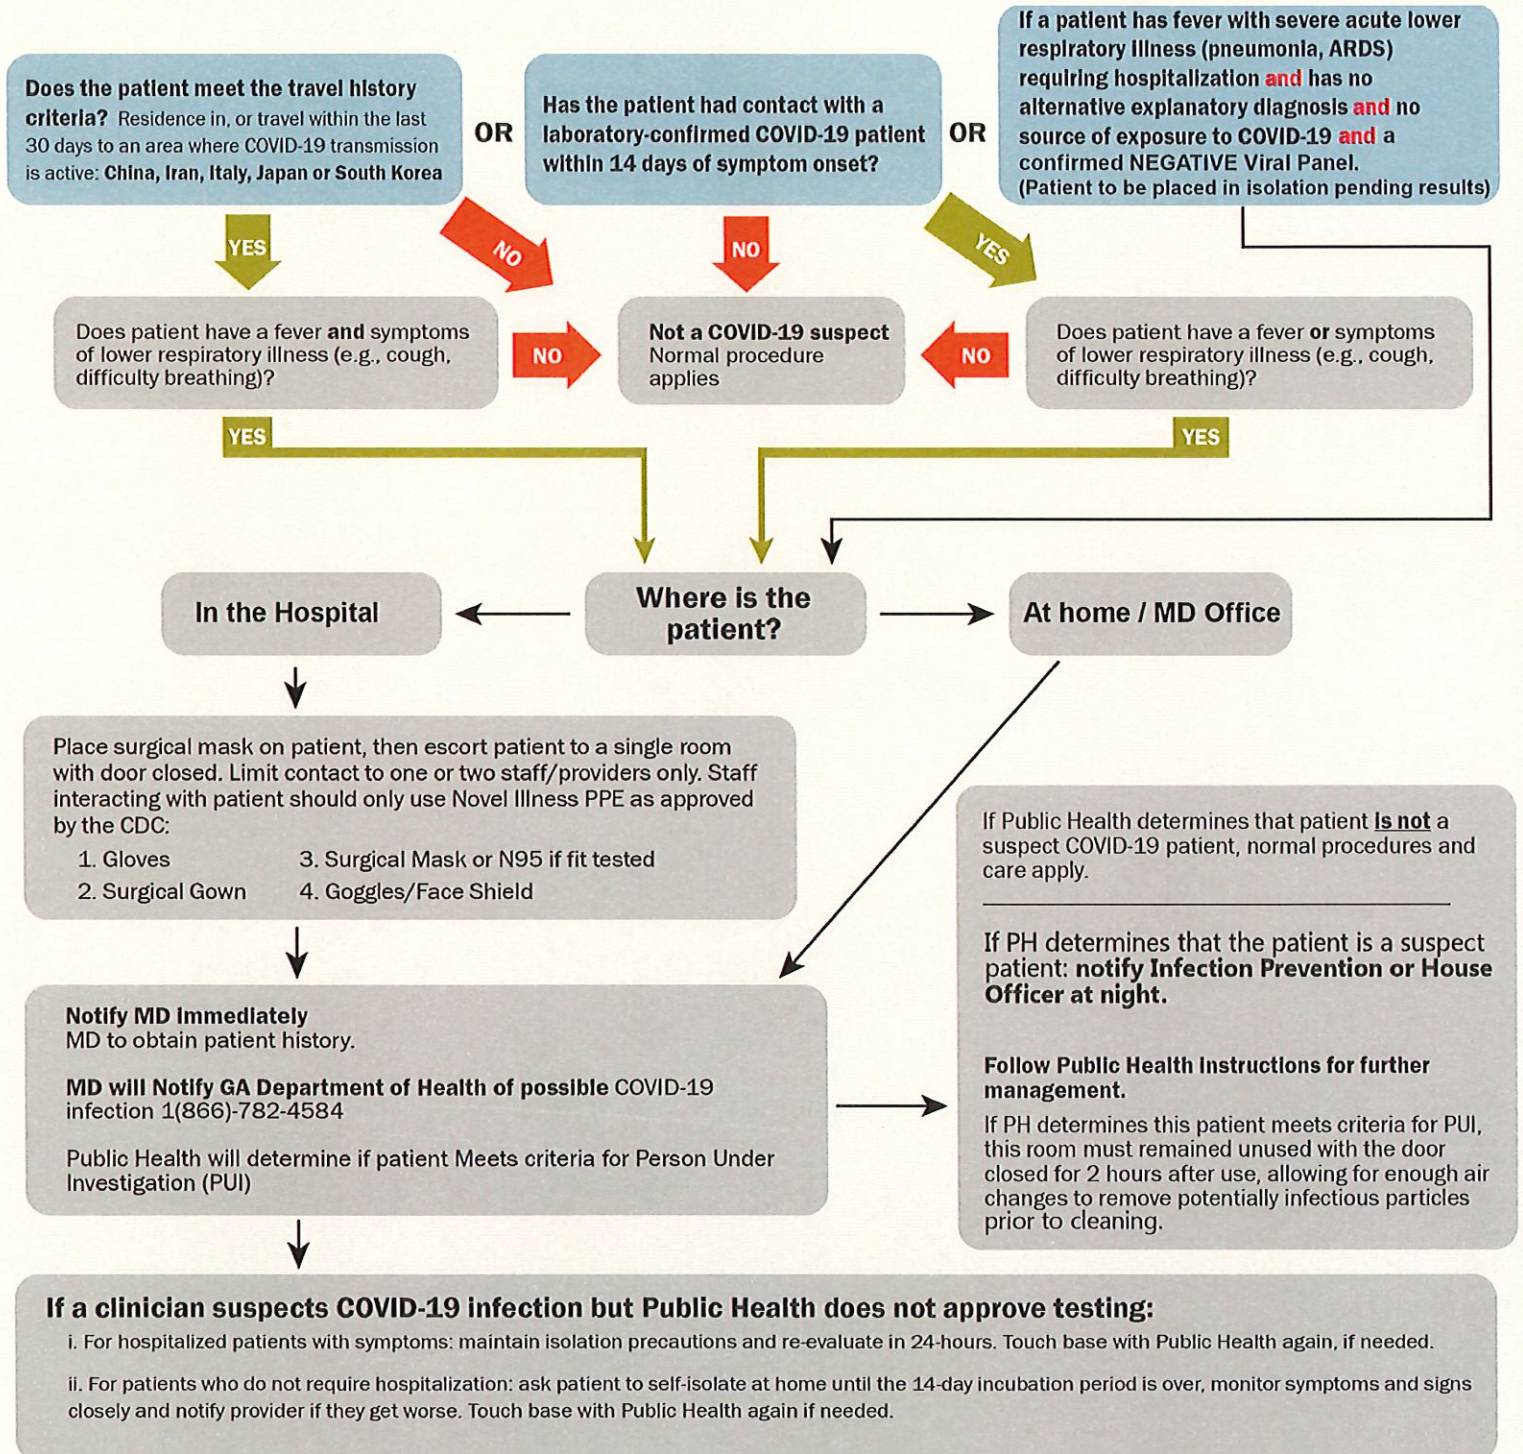 Does the patient meet the travel history
criteria? Residence in, or travel within the last
30 days to an area where COVID-19 transmission
is active: China, Iran, Italy, Japan or South Korea
OR
Has the patient had contact with a
laboratory-confirmed COVID-19 patient
within 14 days of symptom onset?
OR
If a patient has fever with severe acute lower
respiratory illness (pneumonia, ARDS)
requiring hospitalization and has no
alternative explanatory diagnosis and no
source of exposure to COVID-19 and a
confirmed NEGATIVE Viral Panel.
(Patient to be placed in isolation pending results)
YES
NO
NO
YES
Does patient have a fever and symptoms
of lower respiratory illness (e.g., cough,
difficulty breathing)?
NO
Not a COVID-19 suspect
Normal procedure
applies
NO
Does patient have a fever or symptoms
of lower respiratory illness (e.g., cough,
difficulty breathing)?
YES
YES
In the Hospital
Where is the
patient?
At home / MD Office
Place surgical mask on patient, then escort patient to a single room
with door closed. Limit contact to one or two staff/providers only. Staff
interacting with patient should only use Novel Illness PPE as approved
by the CDC:
1. Gloves
2. Surgical Gown
3. Surgical Mask or N95 if fit tested
4. Goggles/Face Shield
Notify MD immediately
MD to obtain patient history.
MD will Notify GA Department of Health of possible COVID-19
infection 1(866)-782-4584
Public Health will determine if patient Meets criteria for Person Under
Investigation (PUI)
If Public Health determines that patient is not a
suspect COVID-19 patient, normal procedures and
care apply.
If PH determines that the patient is a suspect
patient: notify Infection Prevention or House
Officer at night.
Follow Public Health instructions for further
management.
If PH determines this patient meets criteria for PUI,
this room must remained unused with the door
closed for 2 hours after use, allowing for enough air
changes to remove potentially infectious particles
prior to cleaning.
If a clinician suspects COVID-19 infection but Public Health does not approve testing:
i. For hospitalized patients with symptoms: maintain isolation precautions and re-evaluate in 24-hours. Touch base with Public Health again, if needed.
ii. For patients who do not require hospitalization: ask patient to self-isolate at home until the 14-day incubation period is over, monitor symptoms and signs
closely and notify provider if they get worse. Touch base with Public Health again if needed.